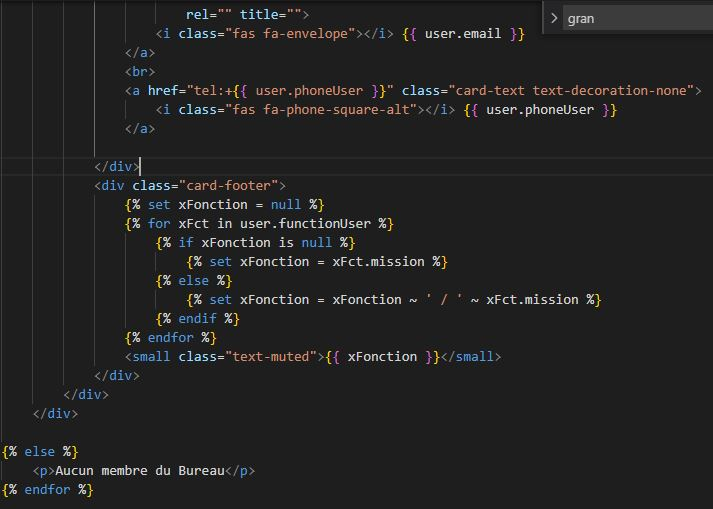 rel="" title="">
gran
<i class="fas fa-envelope"></i> {{ user.email }}
</a>
<br>
<a href="tel:+{{ user.phoneUser }}" class="card-text text-decoration-none">
<i class="fas fa-phone-square-alt"></i> {{ user.phoneUser }}
</a>
</div>
<div class="card-footer">
{% set xFonction = null %}
{% for xFct in user.functionUser %}
{% if xFonction is null %}
{% set xFonction = xFct.mission %}
{% else %}
{% set xFonction = xFonction ~ ' / ' ~ xFct.mission %}
{% endif %}
{% endfor %}
<small class="text-muted">{{ xFonction }}</small>
</div>
</div>
</div>
{% else %}
<p>Aucun membre du Bureau</p>
{% endfor %}